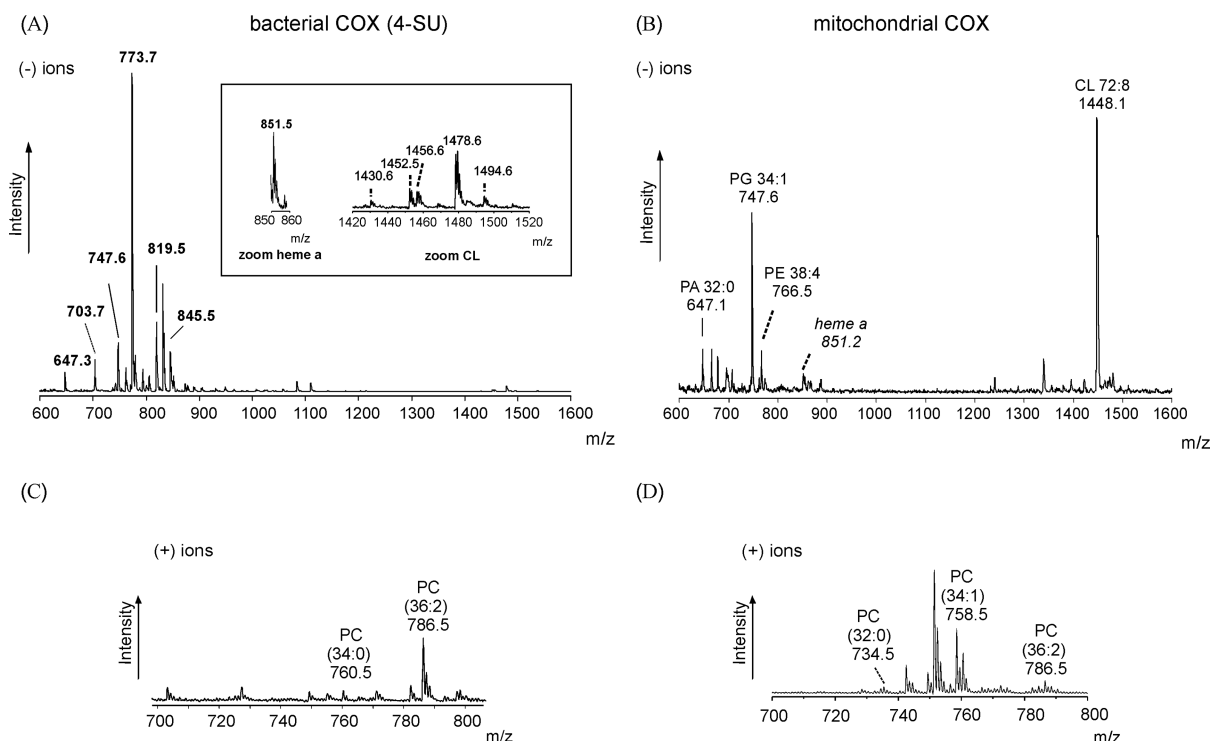 (A)
bacterial COX (4-SU)
(-) ions
Intensity
773.7
747.6
703.7
647.3
819.5
845.5
851.5
850 860
m/z
zoom heme a
1430.6
1452.5
1456.6
1478.6
1494.6
1420 1440 1460 1480 1500 1520
m/z
zoom CL
600 700 800 900 1000 1100 1200 1300 1400 1500 1600
m/z
(B)
mitochondrial COX
(-) ions
Intensity
CL 72:8
1448.1
PG 34:1
747.6
PE 38:4
766.5
PA 32:0
647.1
heme a
851.2
600 700 800 900 1000 1100 1200 1300 1400 1500 1600
m/z
(C)
(+) ions
Intensity
PC
(34:0)
760.5
PC
(36:2)
786.5
700 720 740 760 780 800
m/z
(D)
(+) ions
Intensity
PC
(32:0)
734.5
PC
(34:1)
758.5
PC
(36:2)
786.5
700 720 740 760 780 800
m/z